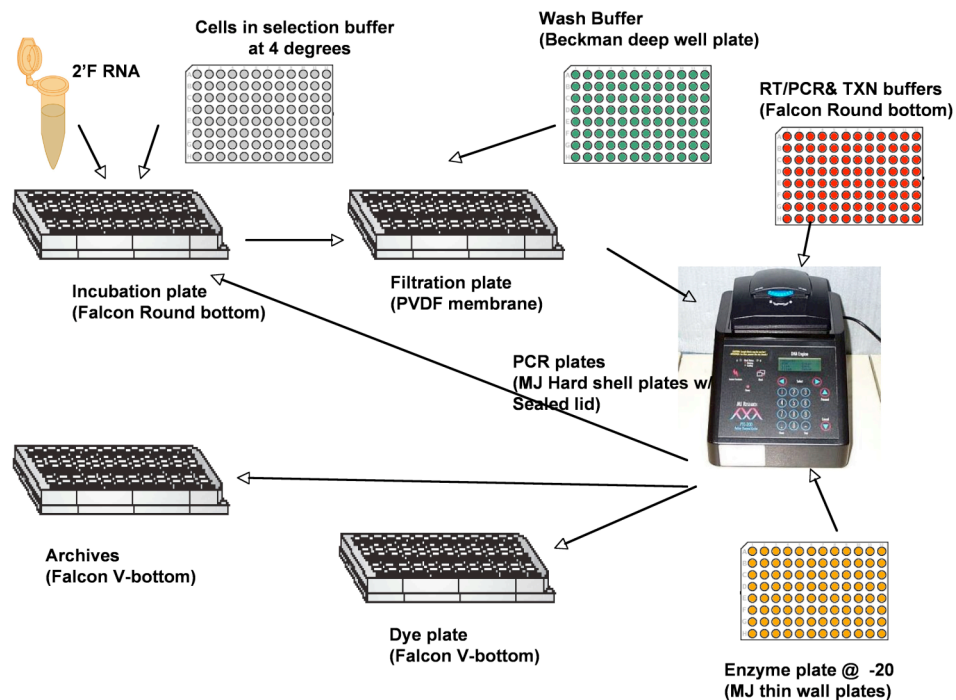 Cells in selection buffer
at 4 degrees
2'F RNA
Wash Buffer
(Beckman deep well plate)
RT/PCR& TXN buffers
(Falcon Round bottom)
Incubation plate
(Falcon Round bottom)
Filtration plate
(PVDF membrane)
PCR plates
(MJ Hard shell plates w/
Sealed lid)
Archives
(Falcon V-bottom)
Dye plate
(Falcon V-bottom)
Enzyme plate @ -20
(MJ thin wall plates)